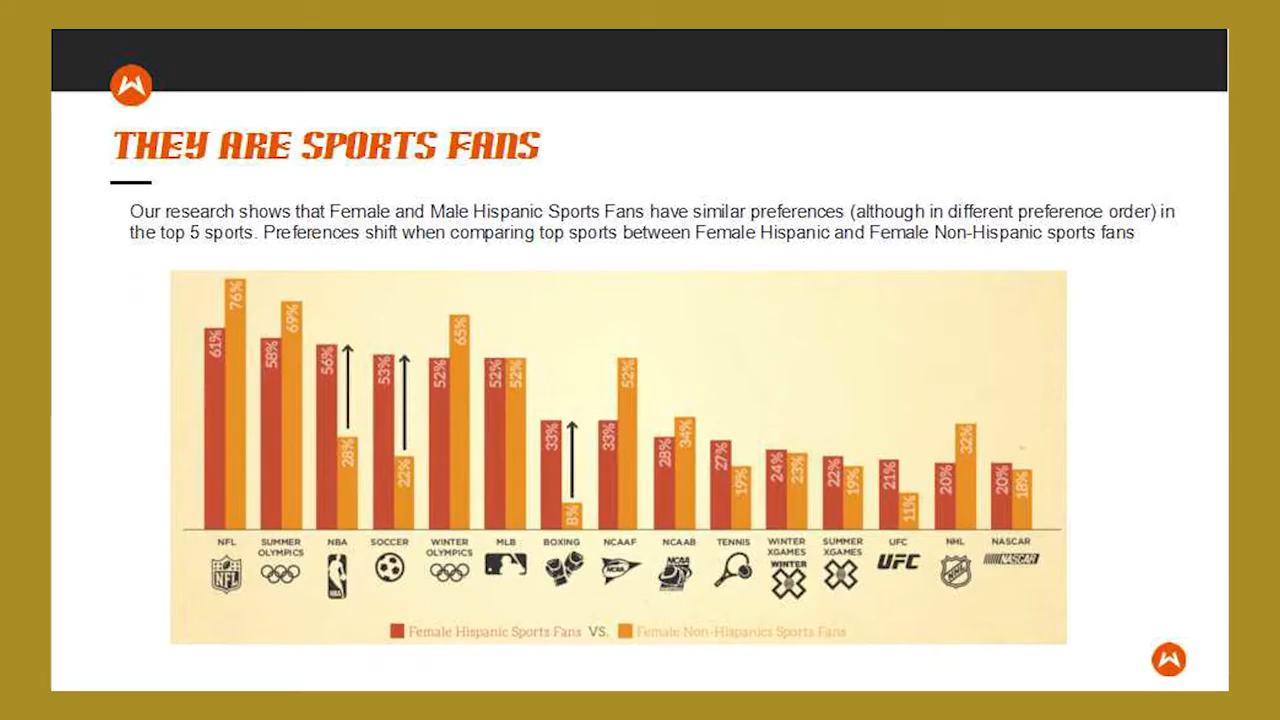 THEY ARE SPORTS FANS
Our research shows that Female and Male Hispanic Sports Fans have similar preferences (although in different preference order) in
the top 5 sports. Preferences shift when comparing top sports between Female Hispanic and Female Non-Hispanic sports fans
61% 76% 58% 69% 56% 28% 53% 22% 52% 65% 52% 52% 33% 8% 33% 52% 28% 34% 27% 19% 24% 23% 22% 19% 21% 11% 20% 32% 20% 18%
NFL SUMMER NBA SOCCER WINTER MLB BOXING NCAAF NCAAB TENNIS WINTER SUMMER UFC NHL NASCAR
OLYMPICS OLYMPICS XGAMES XGAMES
NFL NBA NCAA NCAA WINTER UFC NHL NASCAR
Female Hispanic Sports Fans VS. Female Non-Hispanics Sports Fans